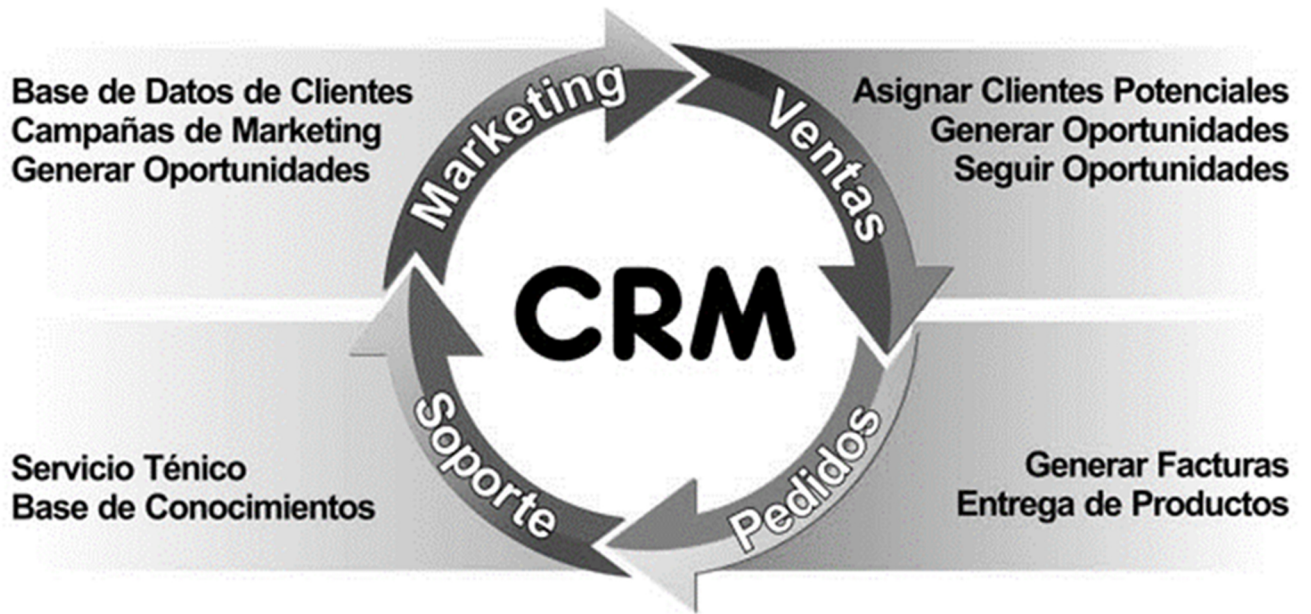 Base de Datos de Clientes
Campañas de Marketing
Generar Oportunidades
Marketing
Ventas
Asignar Clientes Potenciales
Generar Oportunidades
Seguir Oportunidades
CRM
Soporte
Pedidos
Servicio Ténico
Base de Conocimientos
Generar Facturas
Entrega de Productos